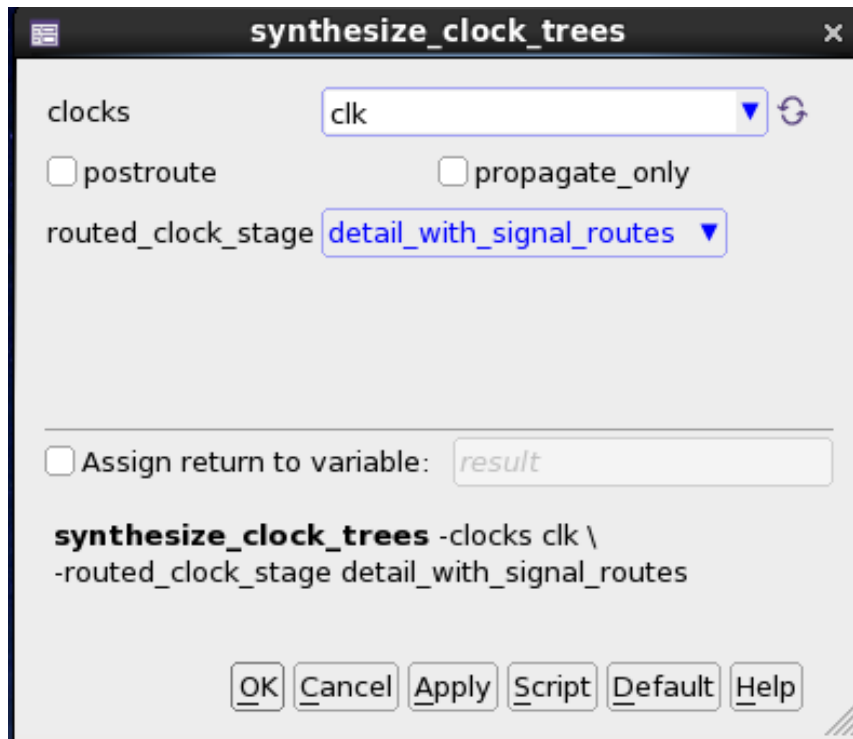 synthesize_clock_trees
clocks
clk
postroute
propagate_only
routed_clock_stage
detail_with_signal_routes
Assign return to variable:
result
synthesize_clock_trees -clocks clk \
-routed_clock_stage detail_with_signal_routes
OK
Cancel
Apply
Script
Default
Help